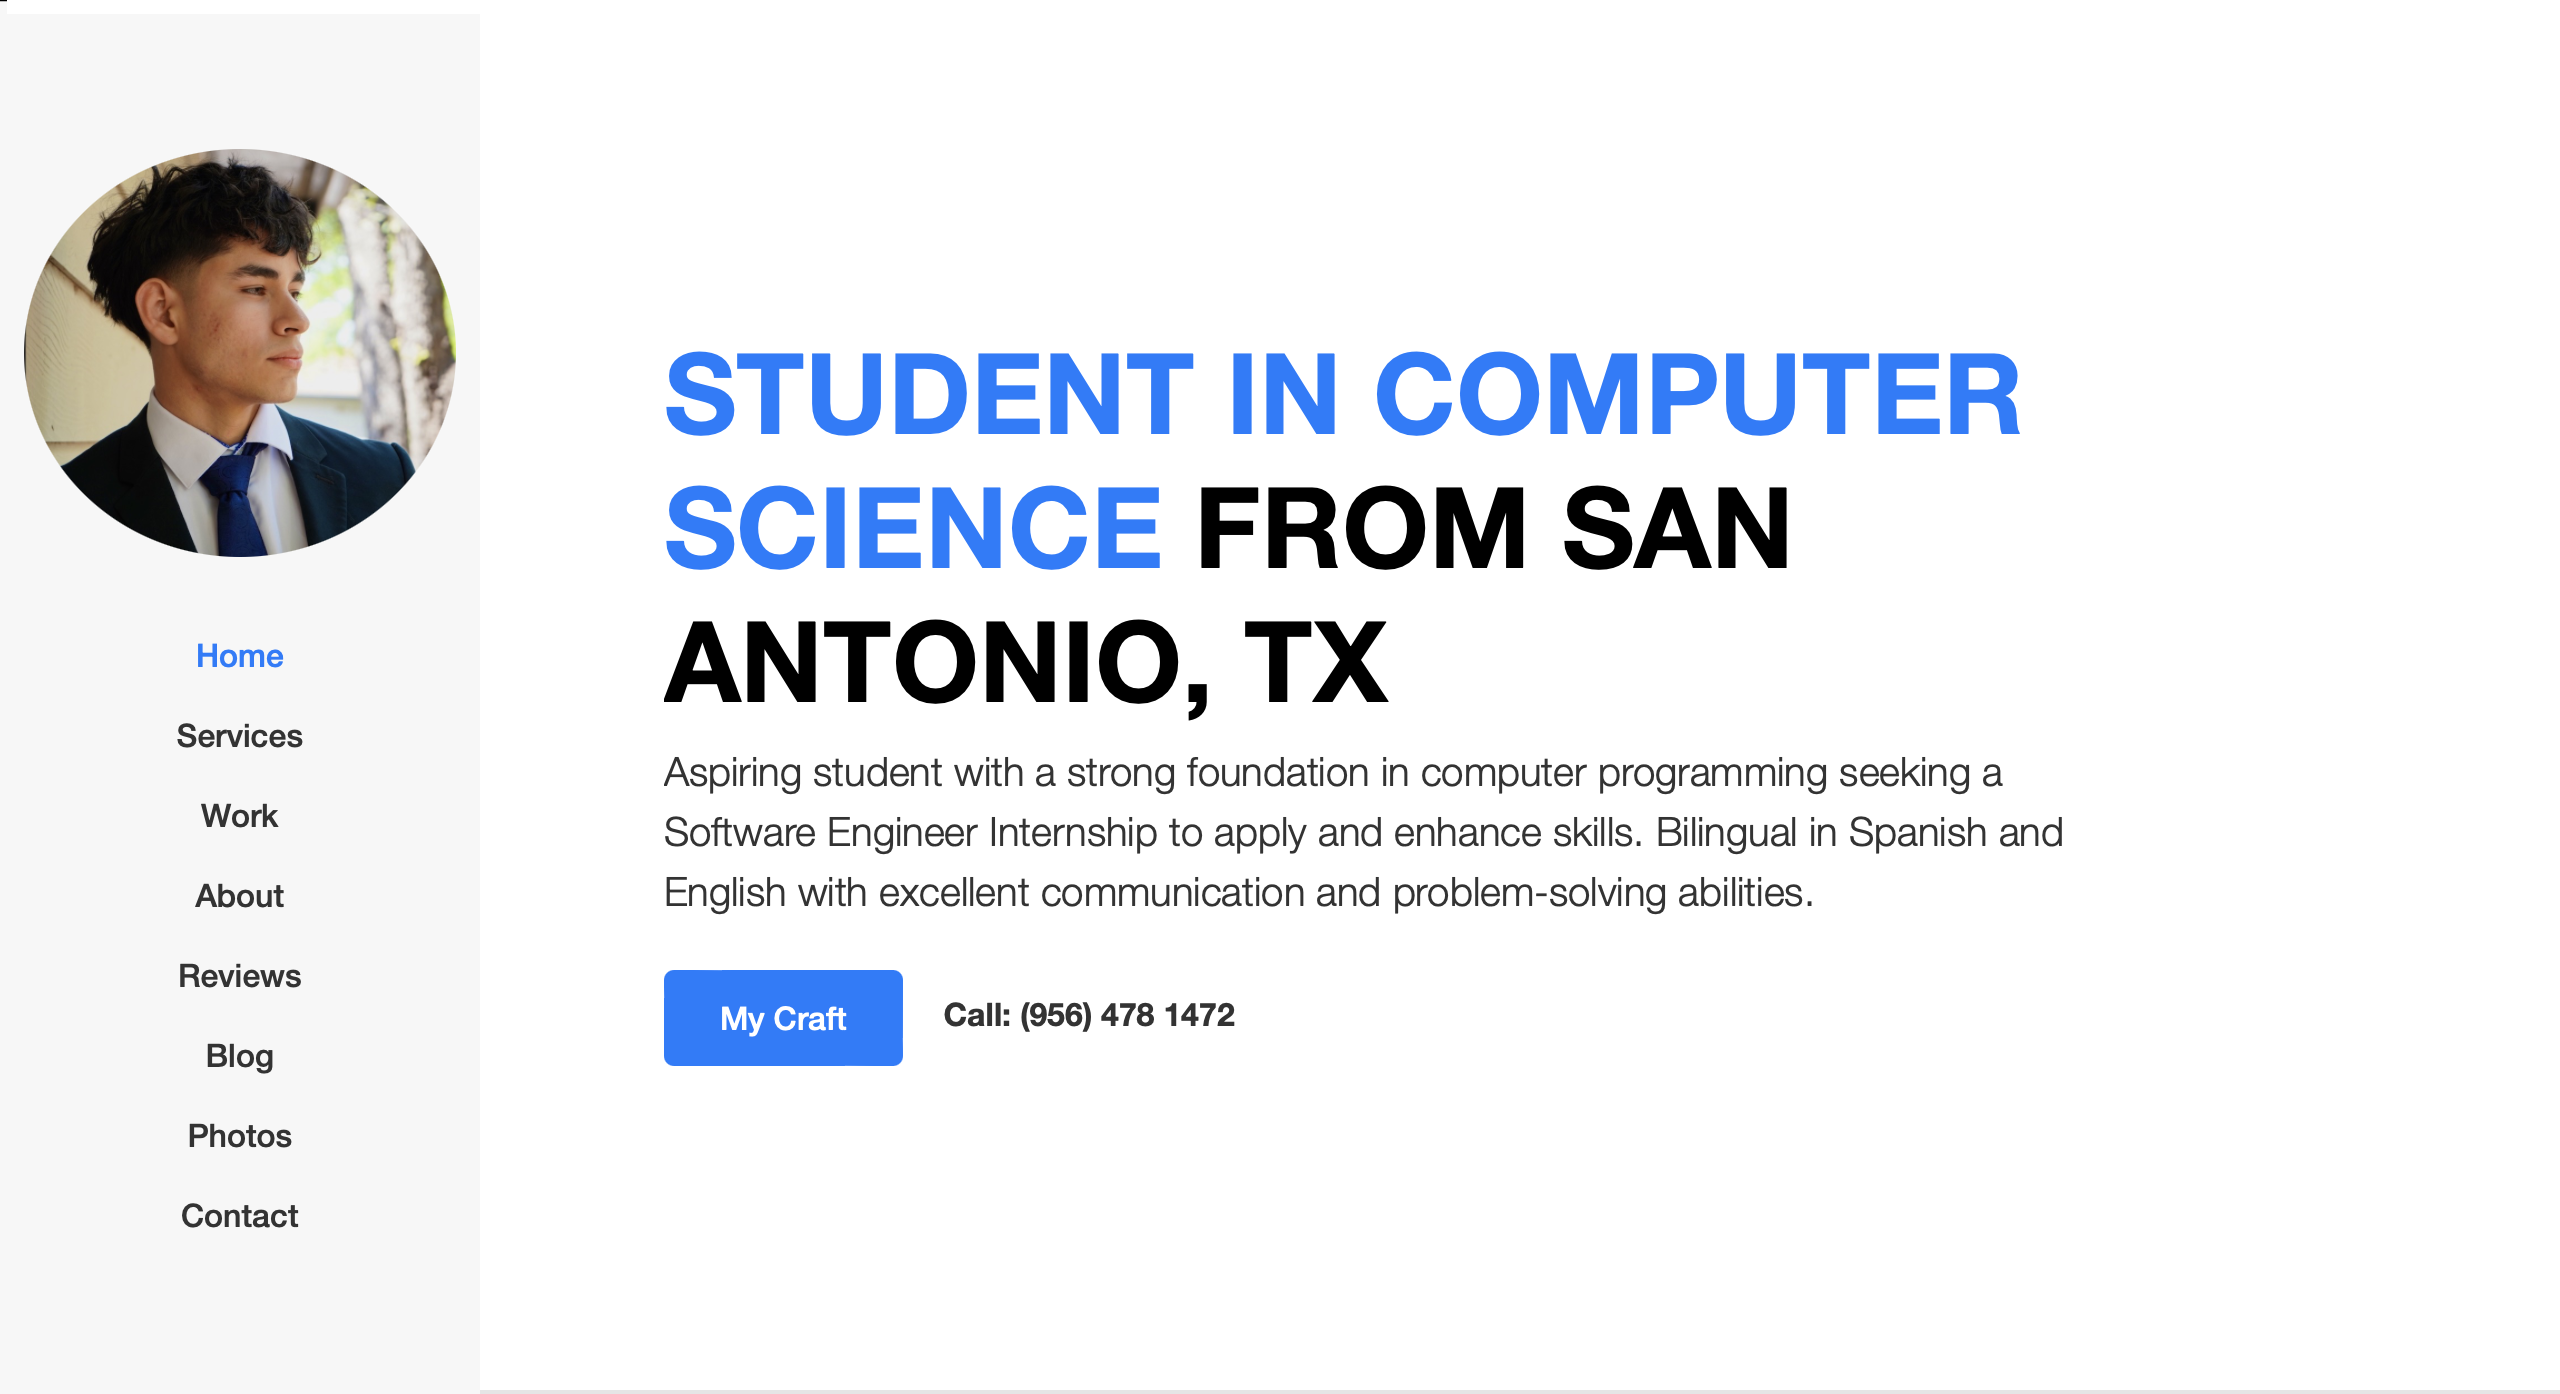 Home
Services
Work
About
Reviews
Blog
Photos
Contact
STUDENT IN COMPUTER
SCIENCE FROM SAN
ANTONIO, TX
Aspiring student with a strong foundation in computer programming seeking a
Software Engineer Internship to apply and enhance skills. Bilingual in Spanish and
English with excellent communication and problem-solving abilities.
My Craft
Call: (956) 478 1472